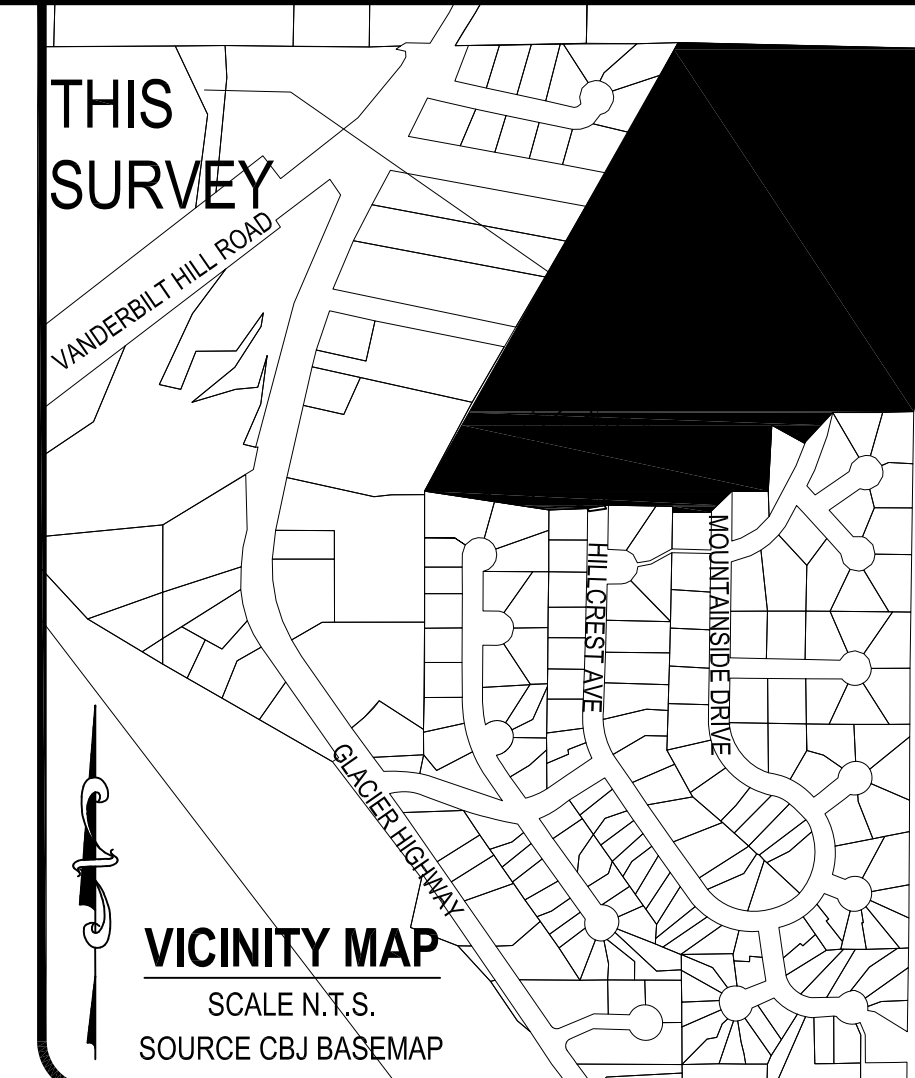 THIS
SURVEY
VANDERBILT HILL ROAD
HILLCREST AVE
MOUNTAINSIDE DRIVE
GLACIER HIGHWAY
VICINITY MAP
SCALE N.T.S.
SOURCE CBJ BASEMAP